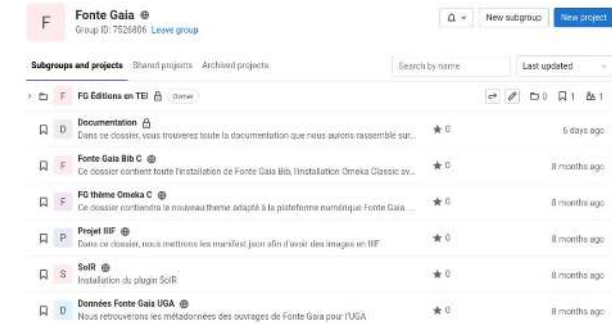 F
Fonte Gaia
Group ID: 7526806 Leave group
New subgroup
New project
Subgroups and projects Shared projects Archived projects
Search by name
Last updated
F FG Éditions en TEI Owner 0 1 1
D Documentation
Dans ce dossier, vous trouverez toute la documentation que nous aurons rassemble sur...
0 6 days ago
F Fonte Gaia Bib C
Ce dossier contient toute l'installation de Fonte Gaia Bib, l'installation Omeka Classic av...
0 8 months ago
F FG thème Omeka C
Ce dossier contiendra le nouveau theme adapté à la plateforme numérique Fonte Gaia...
0 8 months ago
P Projet IIIF
Dans ce dossier, nous mettrons les manifest json afin d'avoir des images en IIIF
0 8 months ago
S SolR
Installation du plugin SolR
0 8 months ago
D Données Fonte Gaia UGA
Nous retrouverons les métadonnées des ouvrages de Fonte Gaia pour l'UGA
0 8 months ago